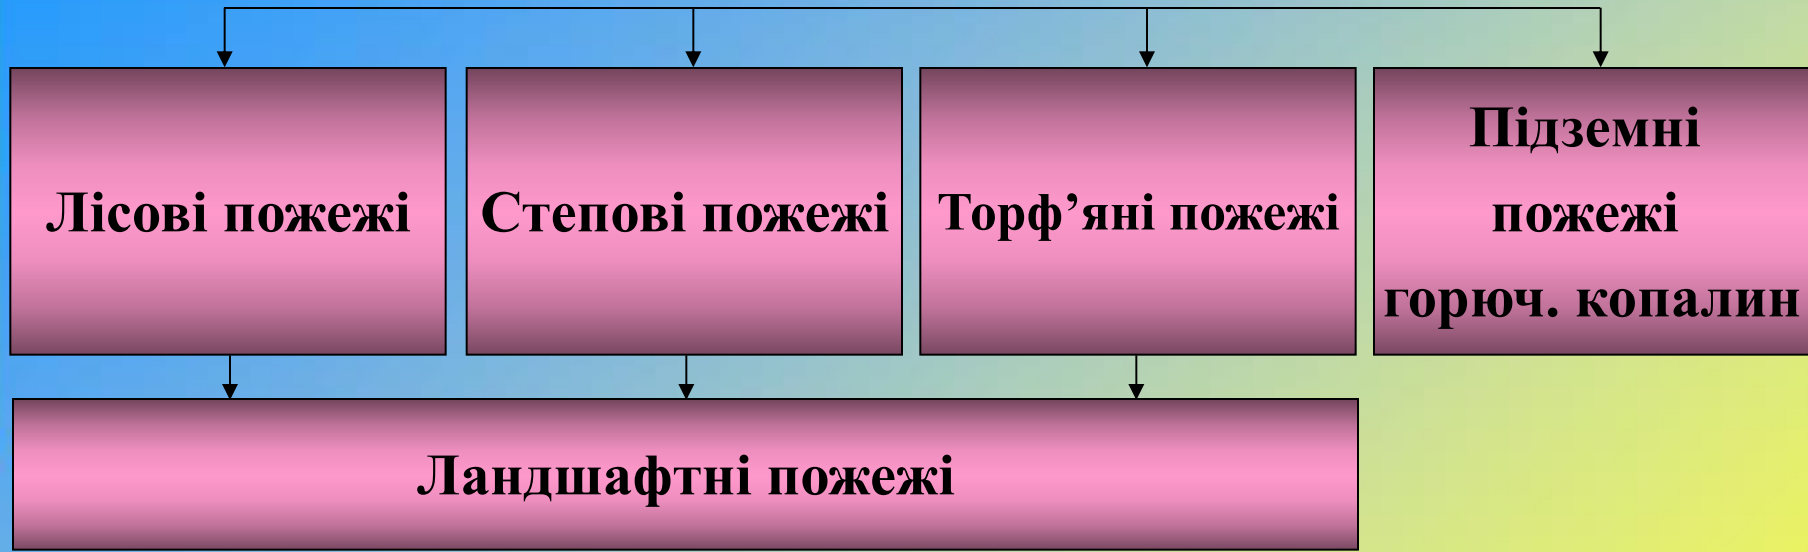 Лісові пожежі
Степові пожежі
Торф’яні пожежі
Підземні
пожежі
горюч. копалин
Ландшафтні пожежі